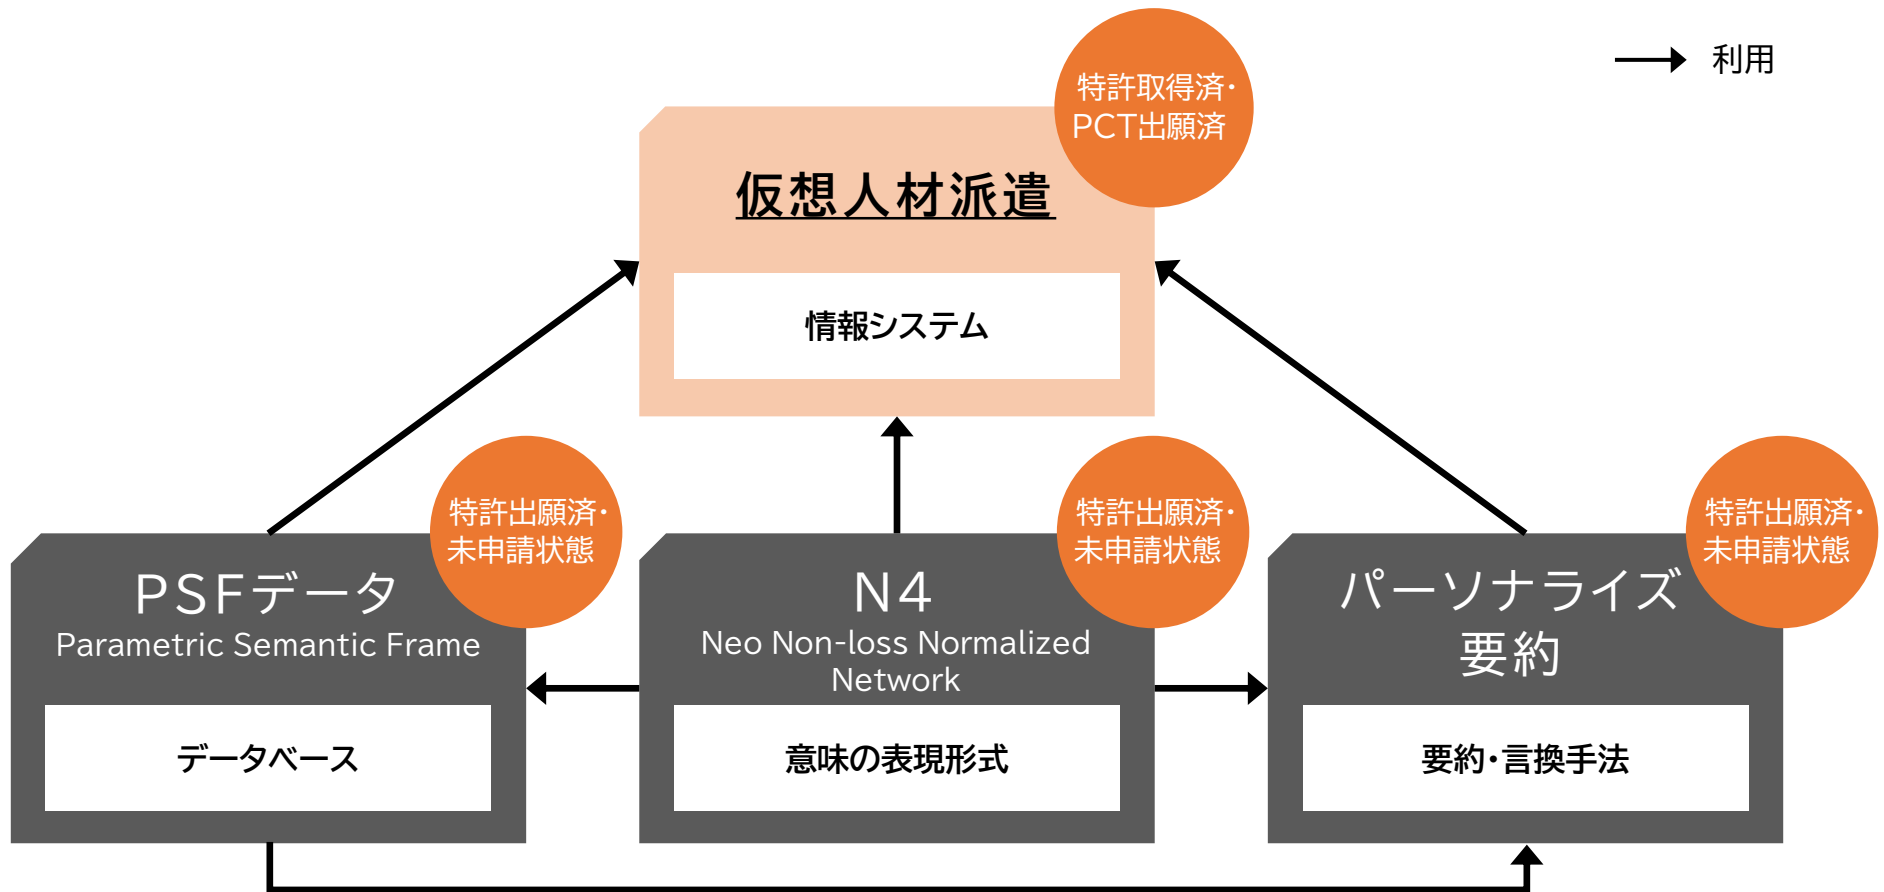 利用
特許取得済・
PCT出願済
仮想人材派遣
情報システム
特許出願済・
未申請状態
PSFデータ
Parametric Semantic Frame
データベース
特許出願済・
未申請状態
N4
Neo Non-loss Normalized
Network
意味の表現形式
特許出願済・
未申請状態
パーソナライズ
要約
要約・言換手法